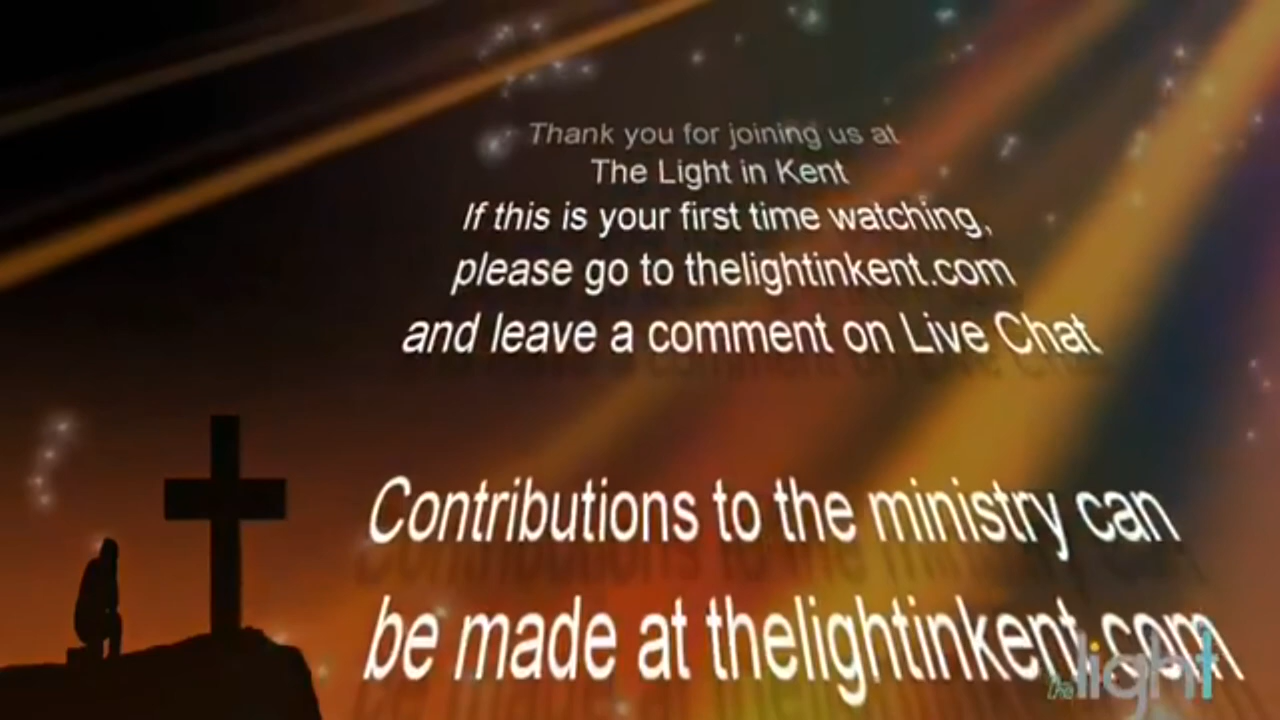 Thank you for joining us at
The Light in Kent
If this is your first time watching,
please go to thelightinkent.com
and leave a comment on Live Chat
Contributions to the ministry can
be made at thelightinkent.com
the light